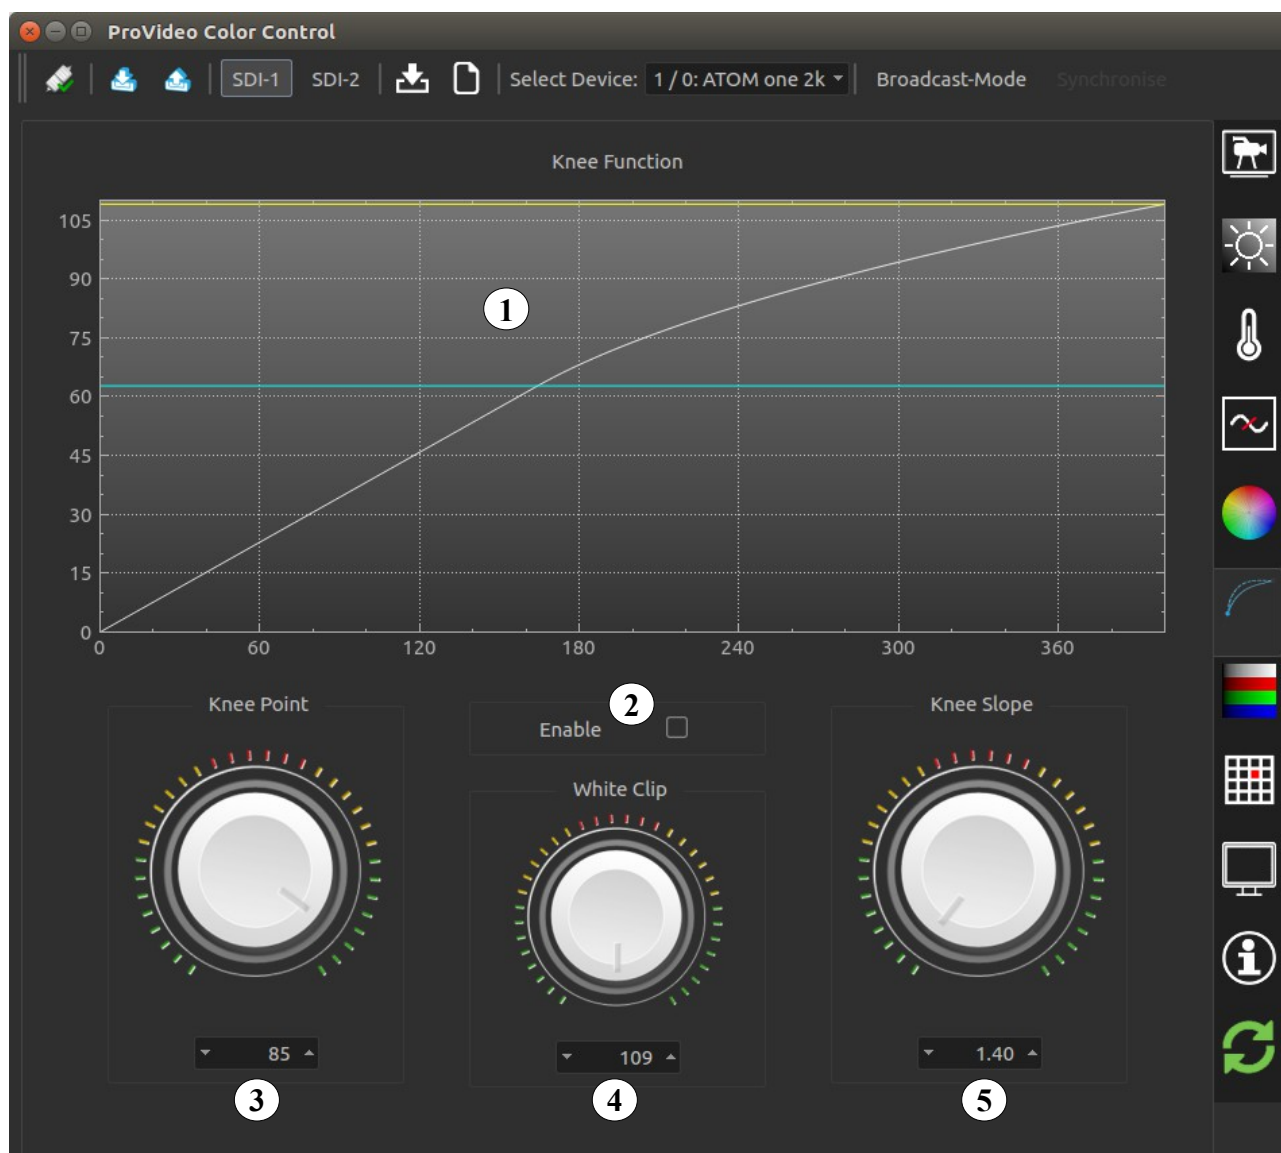 ProVideo Color Control
SDI-1 SDI-2 Select Device: 1 / 0: ATOM one 2k Broadcast-Mode Synchronise
Knee Function
105
90
75
60
45
30
15
0
0 60 120 180 240 300 360
1
Knee Point
2
Enable
Knee Slope
White Clip
85
109
1.40
3
4
5